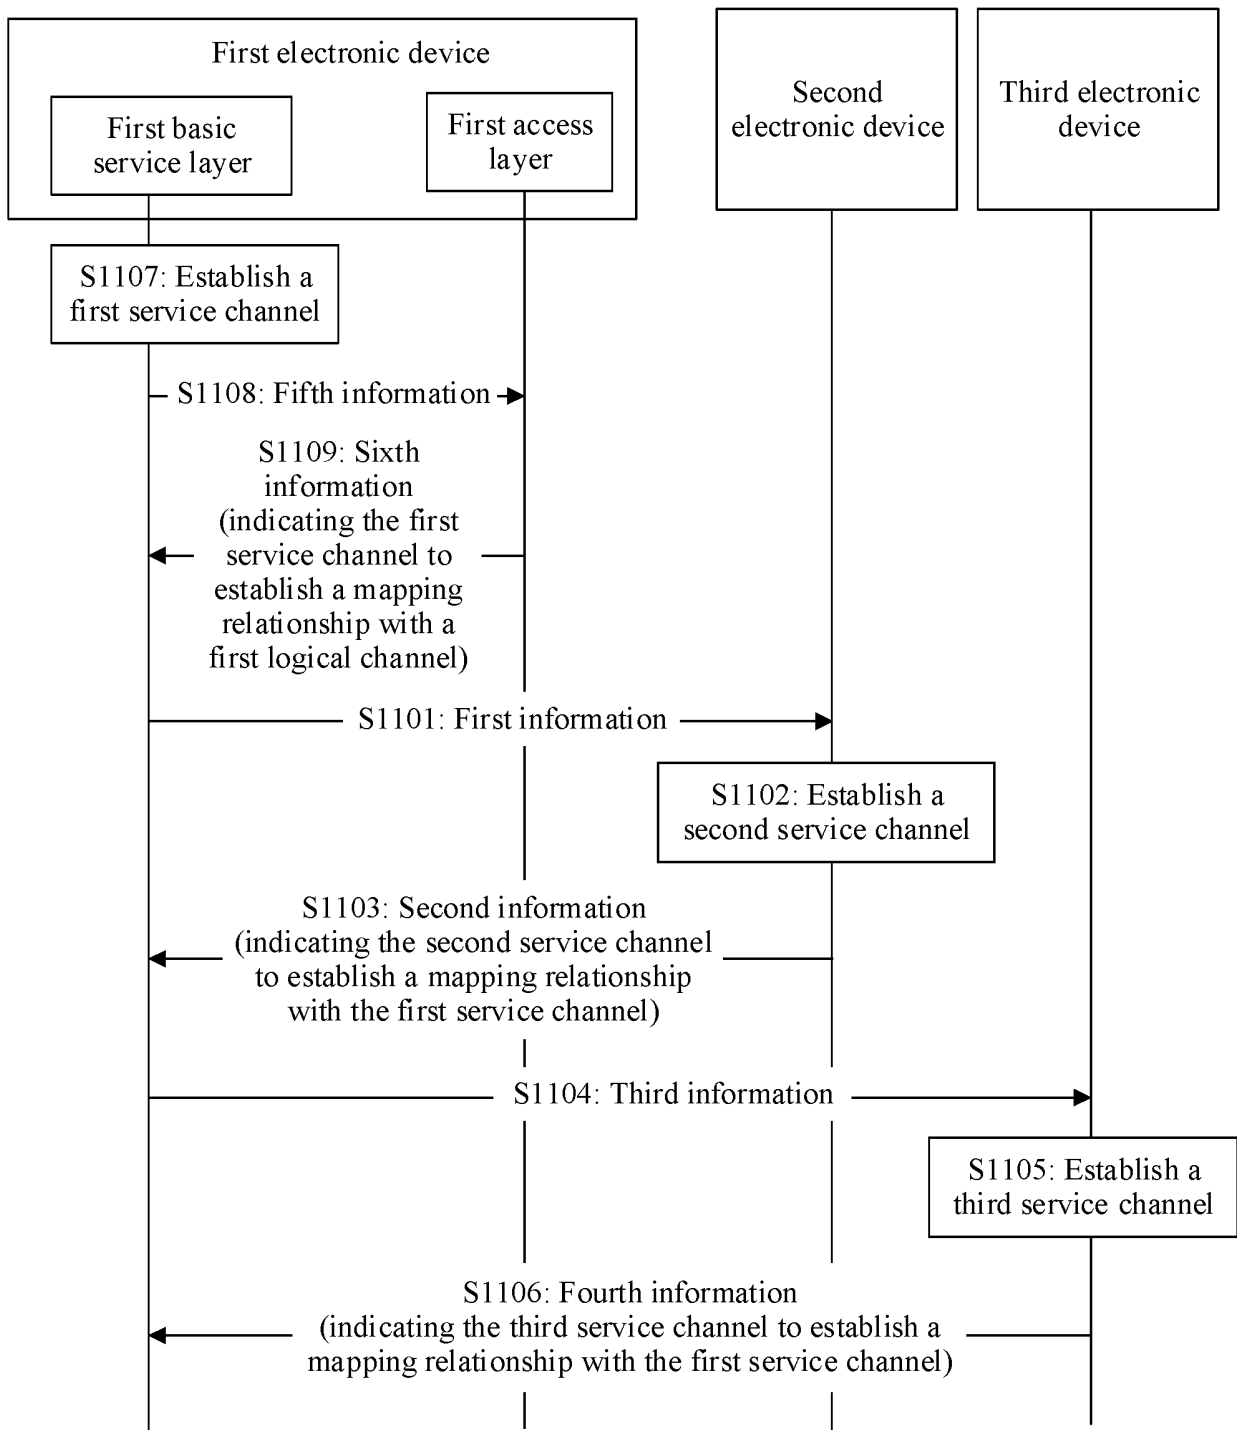 First electronic device
First basic
service layer
First access
layer
Second
electronic device
Third electronic
device
S1107: Establish a
first service channel
S1108: Fifth information
S1109: Sixth
information
(indicating the first
service channel to
establish a mapping
relationship with a
first logical channel)
S1101: First information
S1102: Establish a
second service channel
S1103: Second information
(indicating the second service channel
to establish a mapping relationship
with the first service channel)
S1104: Third information
S1105: Establish a
third service channel
S1106: Fourth information
(indicating the third service channel to establish a
mapping relationship with the first service channel)